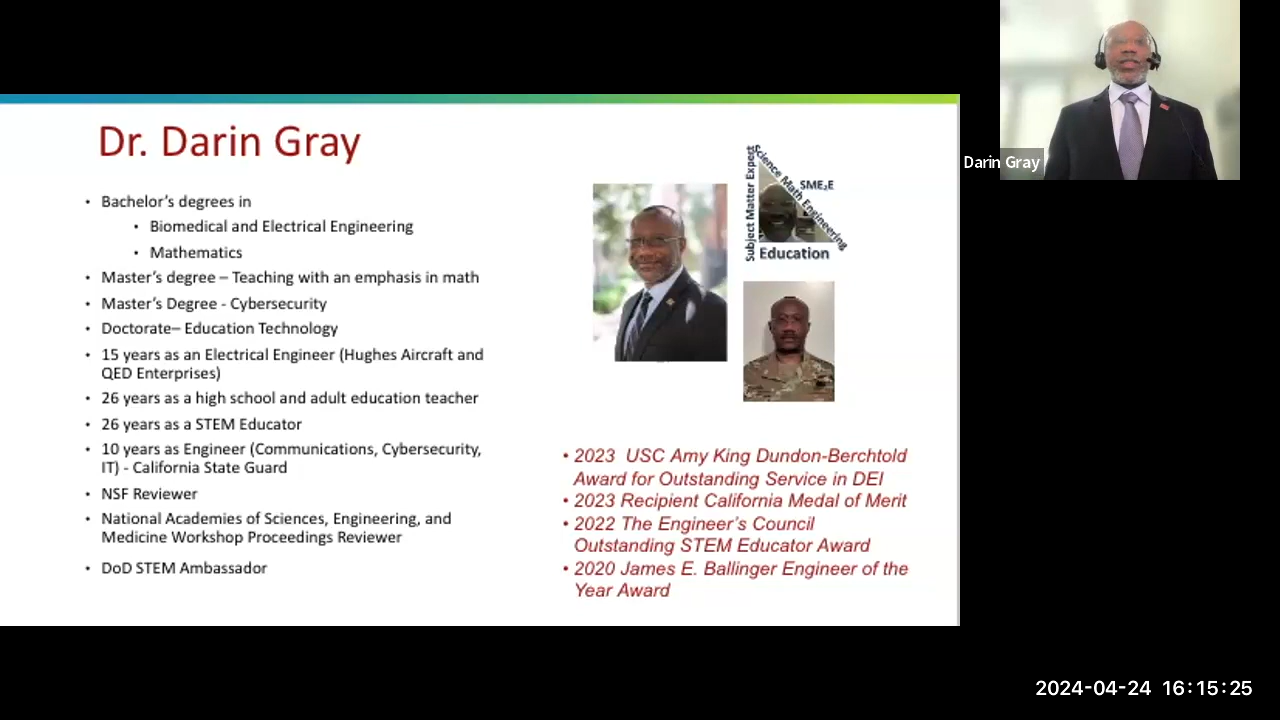 Dr. Darin Gray
• Bachelor's degrees in
• Biomedical and Electrical Engineering
• Mathematics
• Master's degree – Teaching with an emphasis in math
• Master's Degree - Cybersecurity
• Doctorate– Education Technology
• 15 years as an Electrical Engineer (Hughes Aircraft and
QED Enterprises)
• 26 years as a high school and adult education teacher
• 26 years as a STEM Educator
• 10 years as Engineer (Communications, Cybersecurity,
IT) - California State Guard
• NSF Reviewer
• National Academies of Sciences, Engineering, and
Medicine Workshop Proceedings Reviewer
• DoD STEM Ambassador
Subject Matter Expert
Science Math Engineering
SME₂E
Education
• 2023 USC Amy King Dundon-Berchtold
Award for Outstanding Service in DEI
• 2023 Recipient California Medal of Merit
• 2022 The Engineer's Council
Outstanding STEM Educator Award
• 2020 James E. Ballinger Engineer of the
Year Award
Darin Gray
2024-04-24 16:15:25